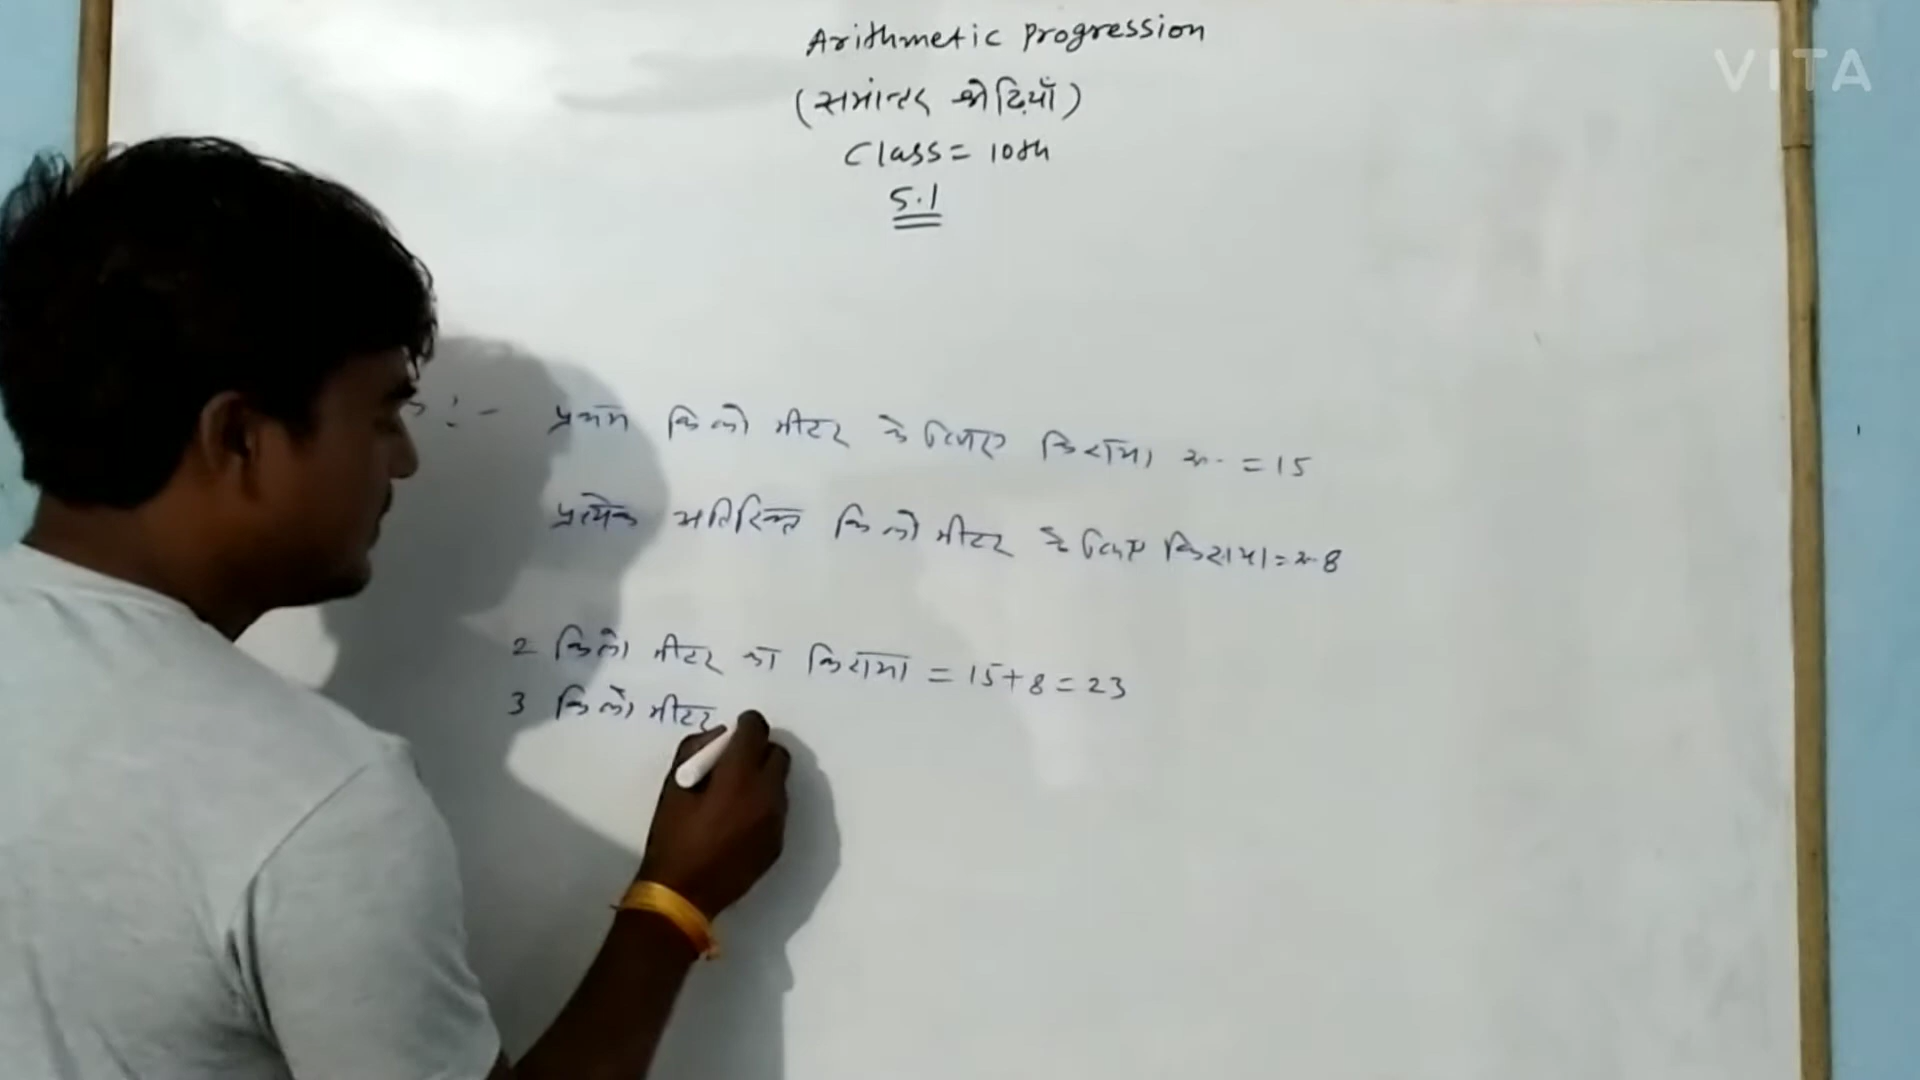 Arithmetic Progression
VITA
(समांतर श्रेढ़ियाँ)
Class = 10th
5.1
:- प्रथम किलो मीटर के लिए किराया रू. = 15
प्रत्येक अतिरिक्त किलो मीटर के लिए किराया = रू 8
2 किलो मीटर का किराया = 15 + 8 = 23
3 किलो मीटर